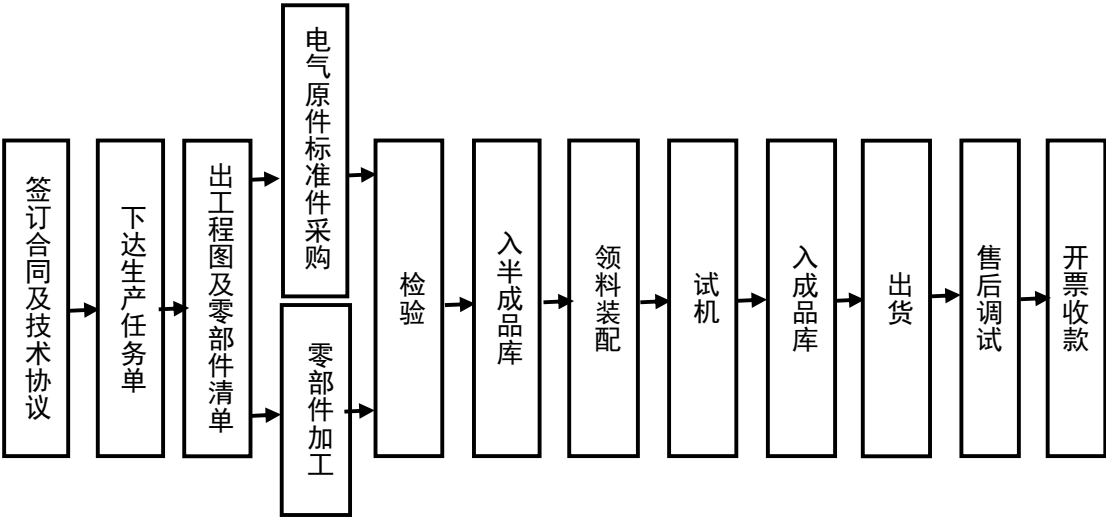 签订合同及技术协议
下达生产任务单
出工程图及零部件清单
电气原件标准件采购
零部件加工
检验
入半成品库
领料装配
试机
入成品库
出货
售后调试
开票收款